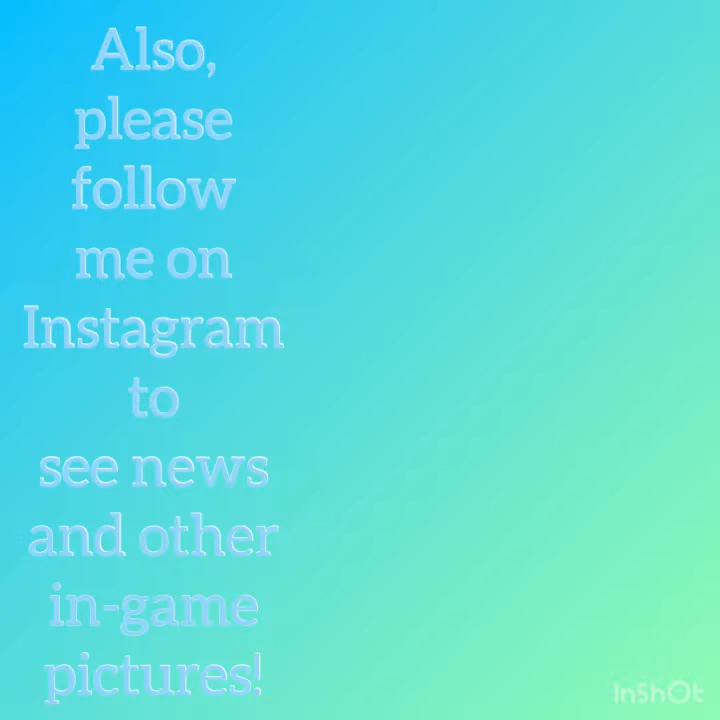 Also,
please
follow
me on
Instagram
to
see news
and other
in-game
pictures!
InShOt